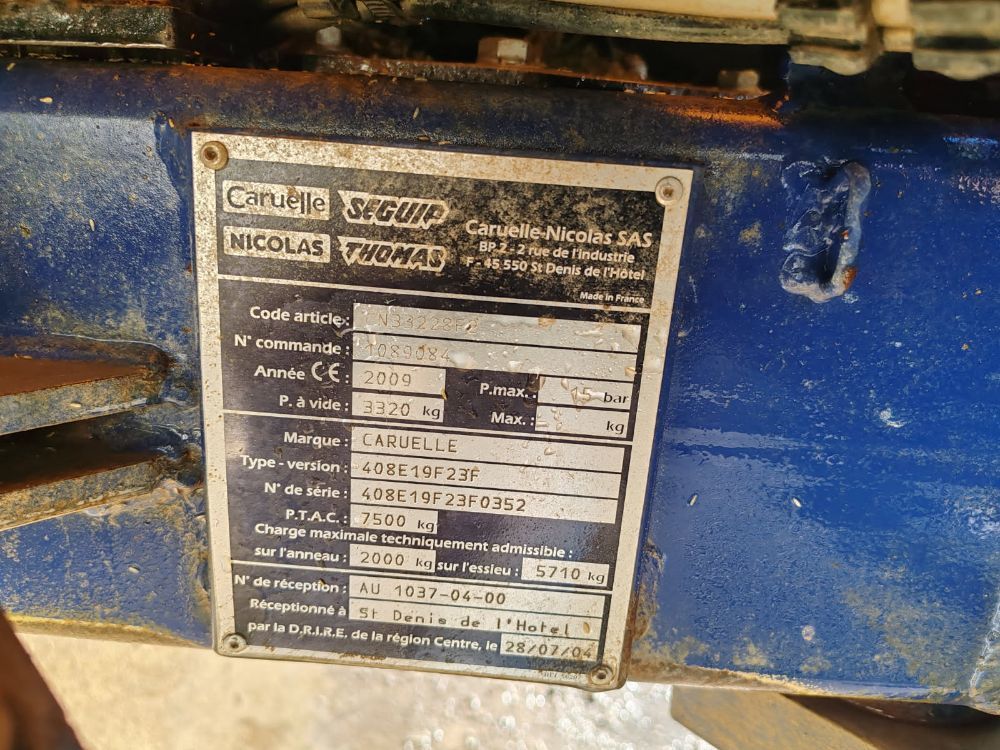 Caruelle SEGUIP
NICOLAS THOMAS
Caruelle-Nicolas SAS
BP 2 - 2 rue de l'industrie
F - 45 550 St Denis de l'Hôtel
Made in France
Code article :
N° commande : 1089084
Année CE : 2009
P.max. : 15 bar
P. à vide : 3320 kg
Max. : kg
Marque : CARUELLE
Type - version : 408E19F23F
N° de série : 408E19F23F0352
P.T.A.C. : 7500 kg
Charge maximale techniquement admissible :
sur l'anneau : 2000 kg sur l'essieu : 5710 kg
N° de réception : AU 1037-04-00
Réceptionné à St Denis de l'Hotel
par la D.R.I.R.E. de la région Centre, le 28/07/04